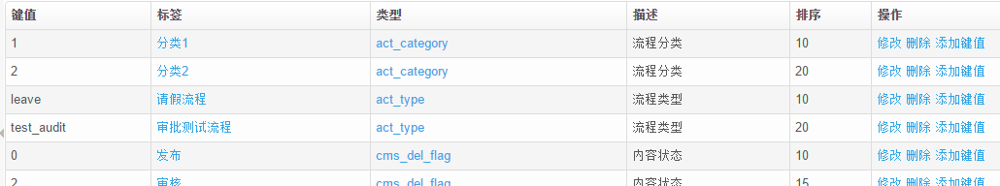 键值 标签 类型 描述 排序 操作
1 分类1 act_category 流程分类 10 修改 删除 添加键值
2 分类2 act_category 流程分类 20 修改 删除 添加键值
leave 请假流程 act_type 流程类型 10 修改 删除 添加键值
test_audit 审批测试流程 act_type 流程类型 20 修改 删除 添加键值
0 发布 cms_del_flag 内容状态 10 修改 删除 添加键值
2 审核 cms_del_flag 内容状态 15 修改 删除 添加键值